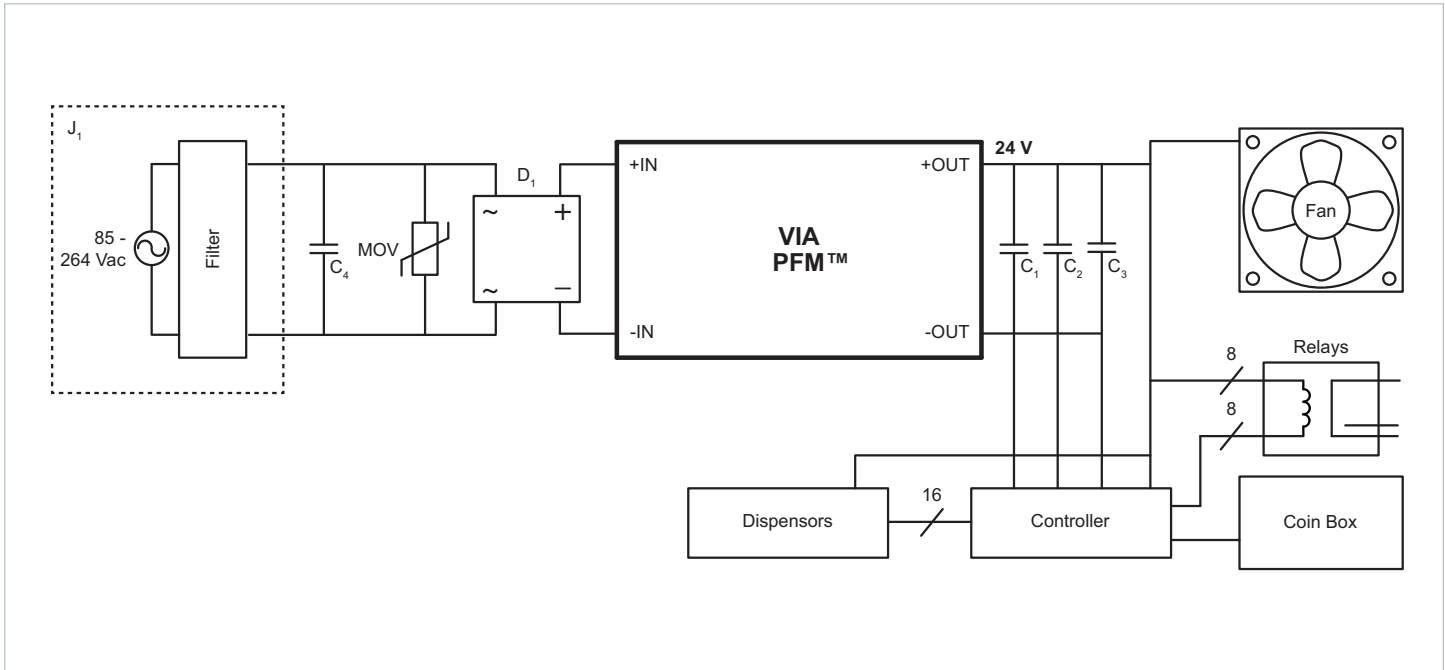 J₁
85 -
264 Vac
Filter
C₄
MOV
D₁
~
+
~
–
+IN
-IN
VIA
PFM™
+OUT
-OUT
24 V
C₁
C₂
C₃
Fan
8
Relays
8
Dispensors
16
Controller
Coin Box